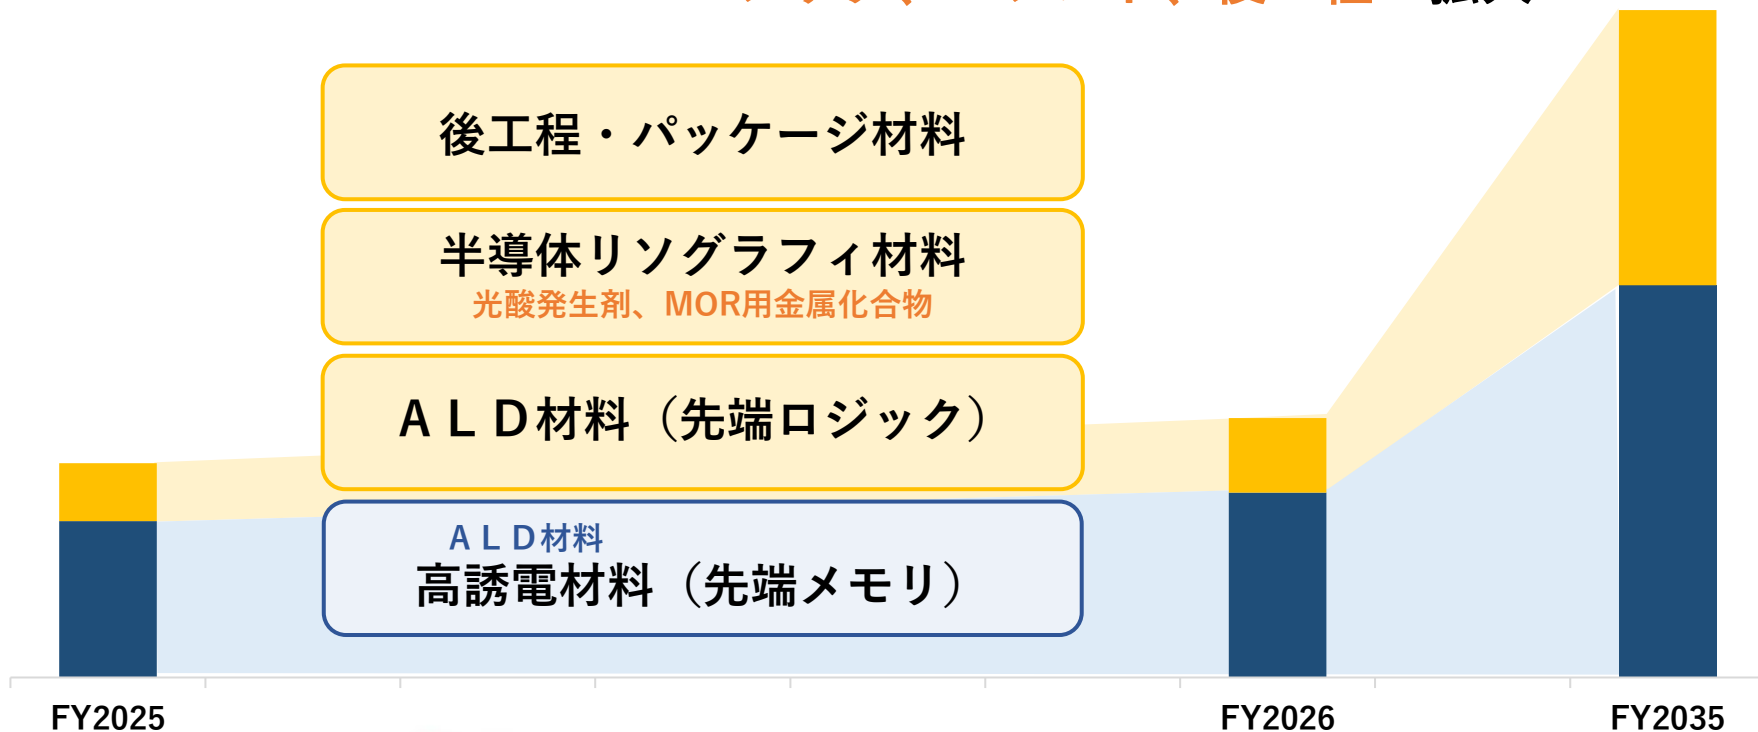 後工程・パッケージ材料
半導体リソグラフィ材料
光酸発生剤、MOR用金属化合物
ＡＬＤ材料（先端ロジック）
ＡＬＤ材料
高誘電材料（先端メモリ）
FY2025
FY2026
FY2035